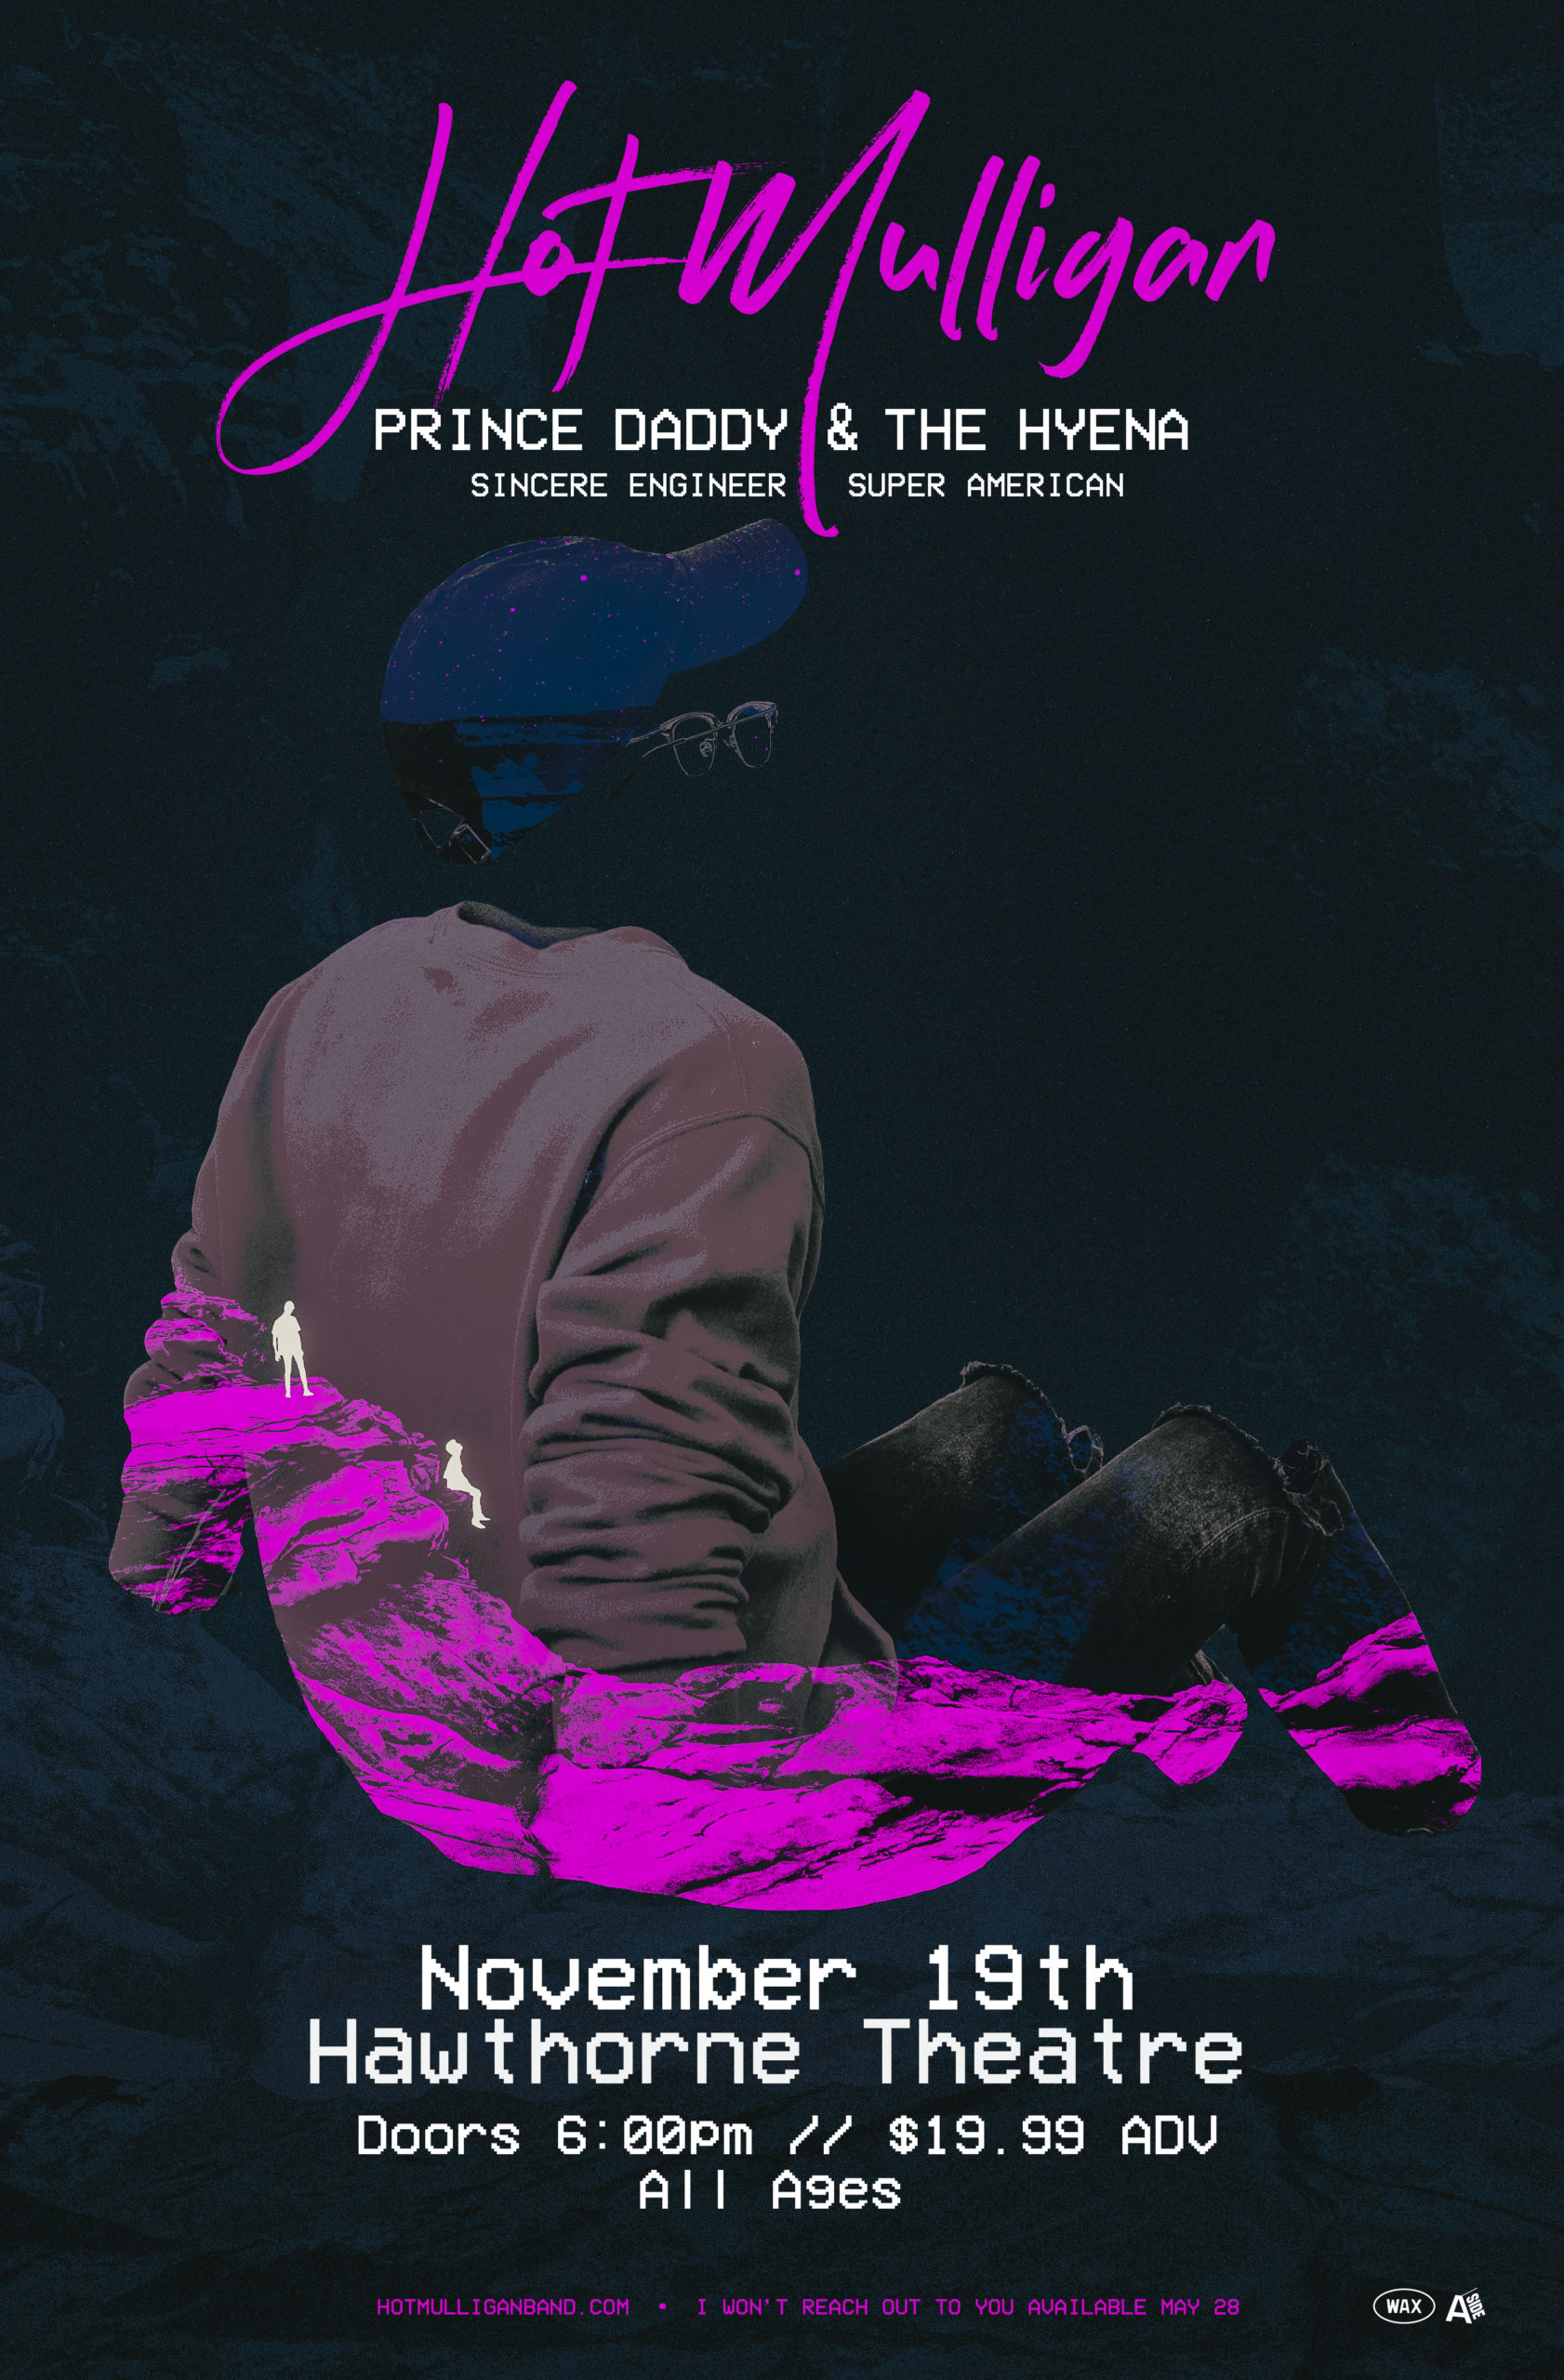 Hot Mulligan
PRINCE DADDY & THE HYENA
SINCERE ENGINEER SUPER AMERICAN
November 19th
Hawthorne Theatre
Doors 6:00pm // $19.99 ADV
All Ages
HOTMULLIGANBAND.COM • I WON'T REACH OUT TO YOU AVAILABLE MAY 28
WAX A SIDE